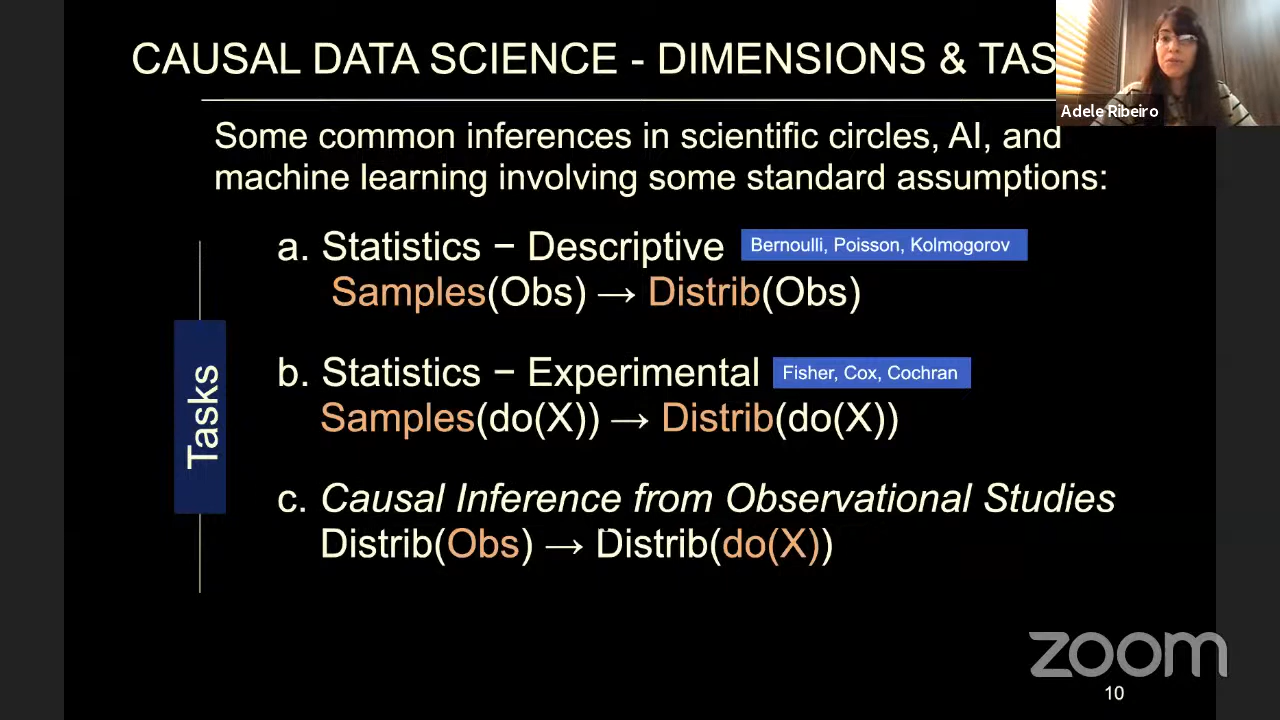 CAUSAL DATA SCIENCE - DIMENSIONS & TAS
Adele Ribeiro
Some common inferences in scientific circles, AI, and
machine learning involving some standard assumptions:
a. Statistics − Descriptive Bernoulli, Poisson, Kolmogorov
Samples(Obs) → Distrib(Obs)
Tasks
b. Statistics − Experimental Fisher, Cox, Cochran
Samples(do(X)) → Distrib(do(X))
c. Causal Inference from Observational Studies
Distrib(Obs) → Distrib(do(X))
zoom
10